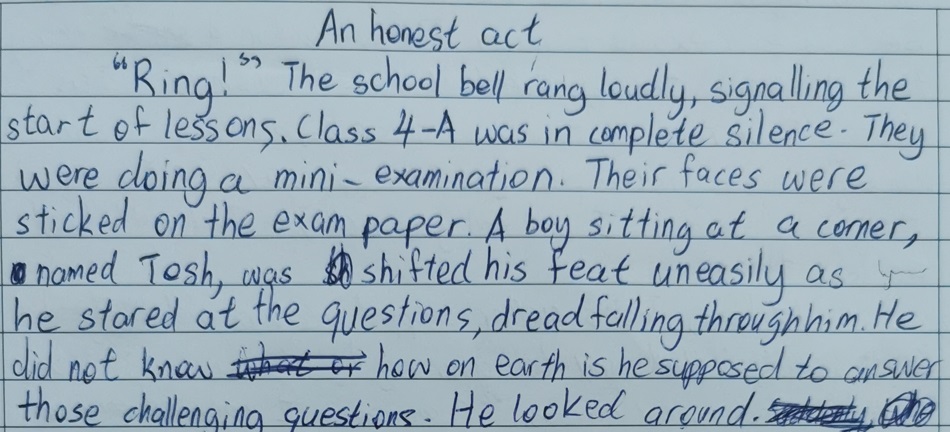 An honest act
"Ring!" The school bell rang loudly, signalling the
start of lessons. Class 4-A was in complete silence. They
were doing a mini-examination. Their faces were
sticked on the exam paper. A boy sitting at a corner,
named Tosh, was shifted his feat uneasily as
he stared at the questions, dread falling through him. He
did not know what or how on earth is he supposed to answer
those challenging questions. He looked around.